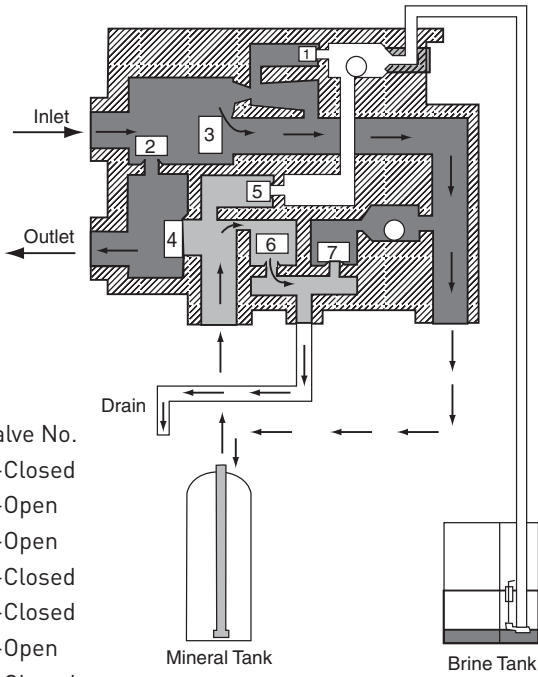 1
Inlet
2
3
5
Outlet
4
6
7
Drain
alve No.
-Closed
-Open
-Open
-Closed
-Closed
-Open
Mineral Tank
Brine Tank